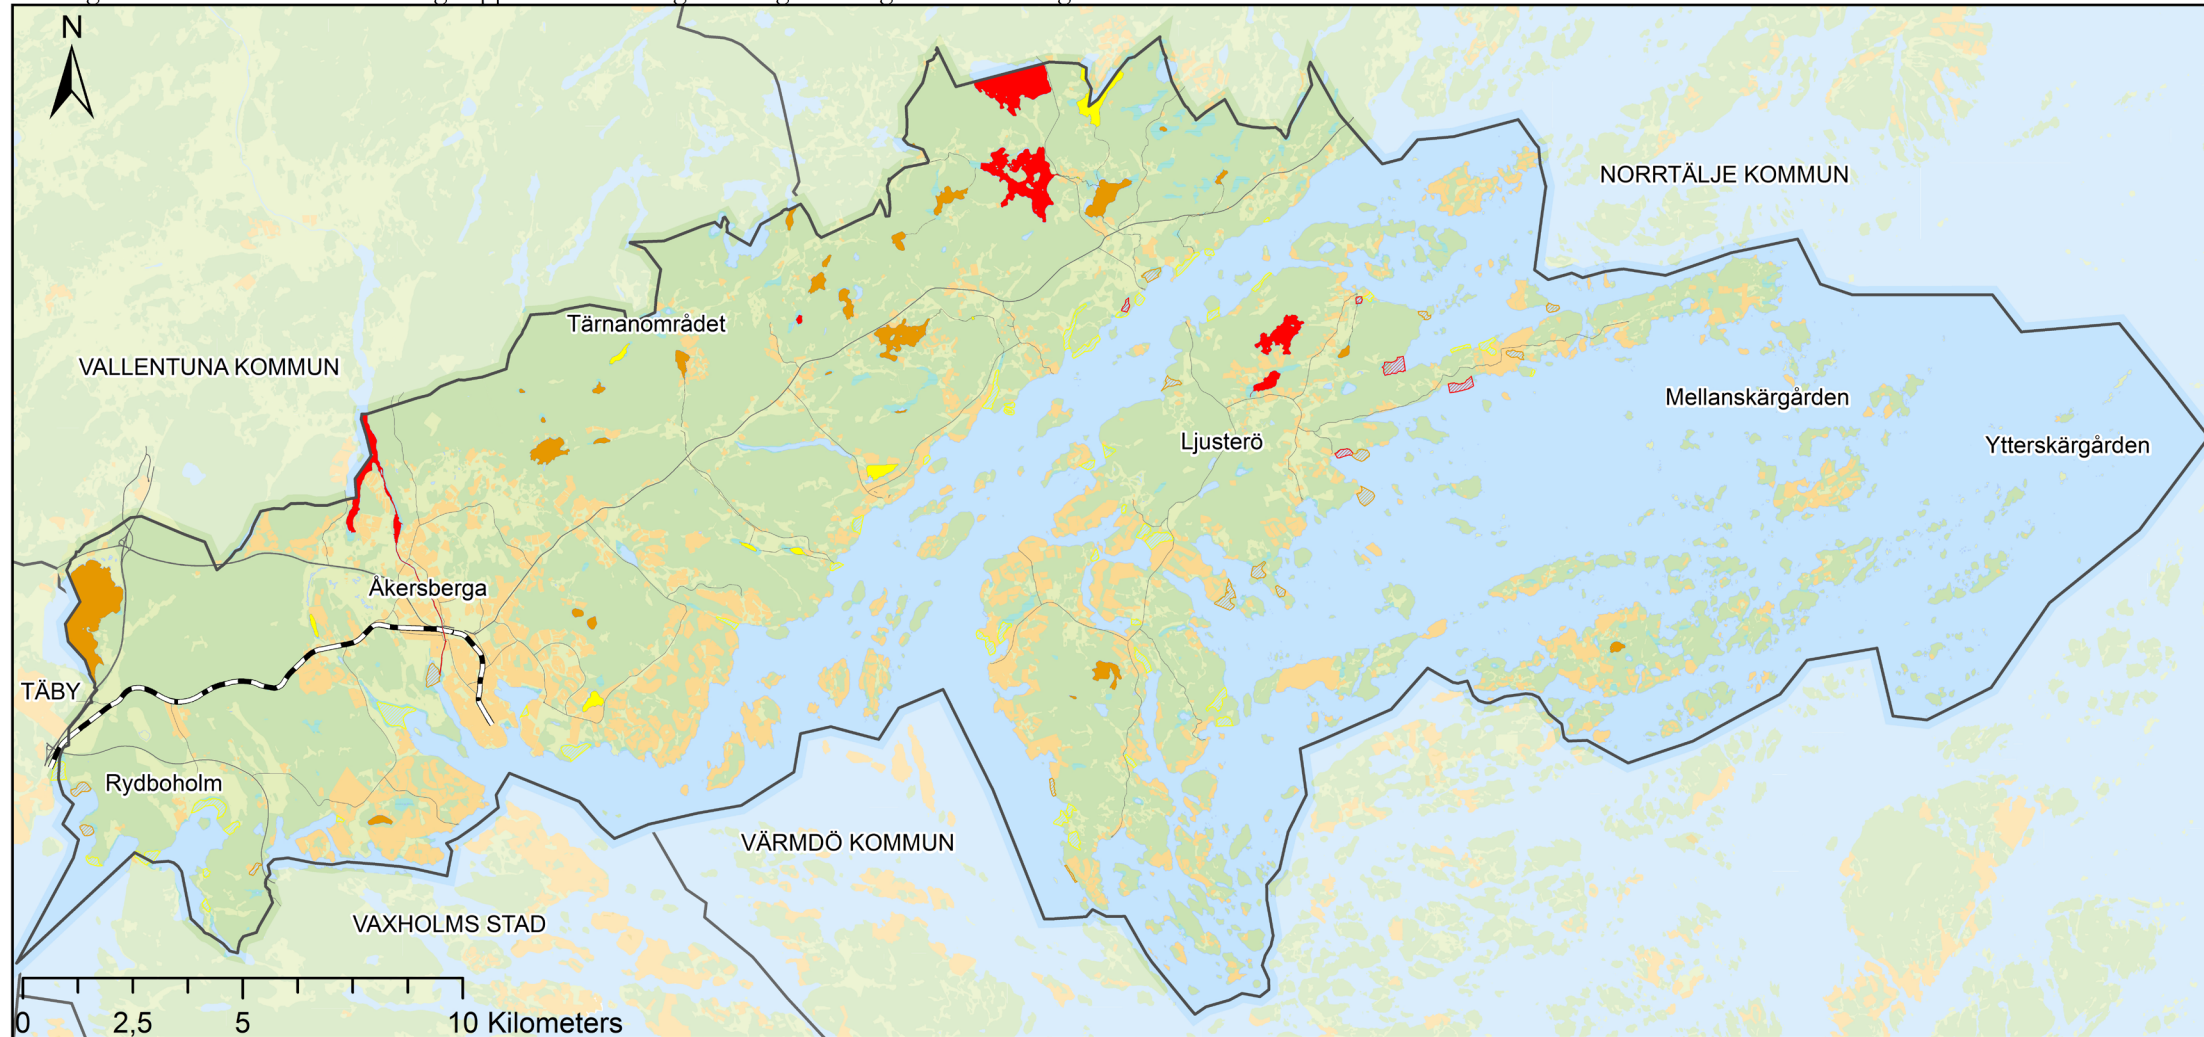 N
NORRTÄLJE KOMMUN
Tärnanområdet
VALLENTUNA KOMMUN
Mellanskärgården
Ljusterö
Ytterskärgården
Åkersberga
TÄBY
Rydboholm
VÄRMDÖ KOMMUN
VAXHOLMS STAD
0 2,5 5 10 Kilometers